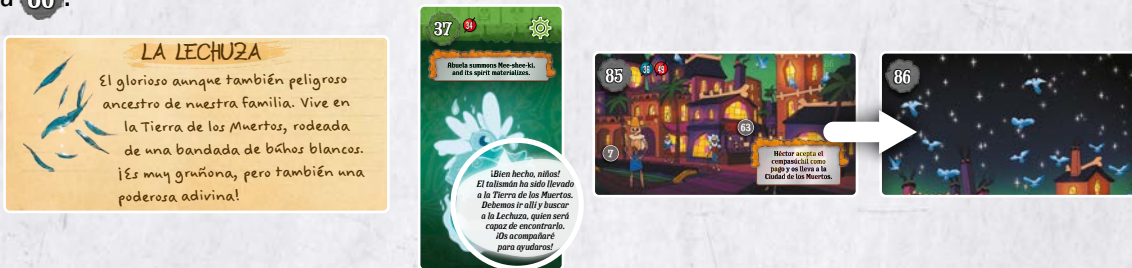 60
LA LECHUZA
El glorioso aunque también peligroso
ancestro de nuestra familia. Vive en
la Tierra de los Muertos, rodeada
de una bandada de búhos blancos.
¡Es muy gruñona, pero también una
poderosa adivina!
37 34
Abuela summons Mee-shee-ki,
and its spirit materializes.
¡Bien hecho, niños!
El talismán ha sido llevado
a la Tierra de los Muertos.
Debemos ir allí y buscar
a la Lechuza, quien será
capaz de encontrarlo.
¡Os acompañaré
para ayudaros!
85 36 49
63
7
Héctor acepta el
cempasúchil como
pago y os lleva a la
Ciudad de los Muertos.
86